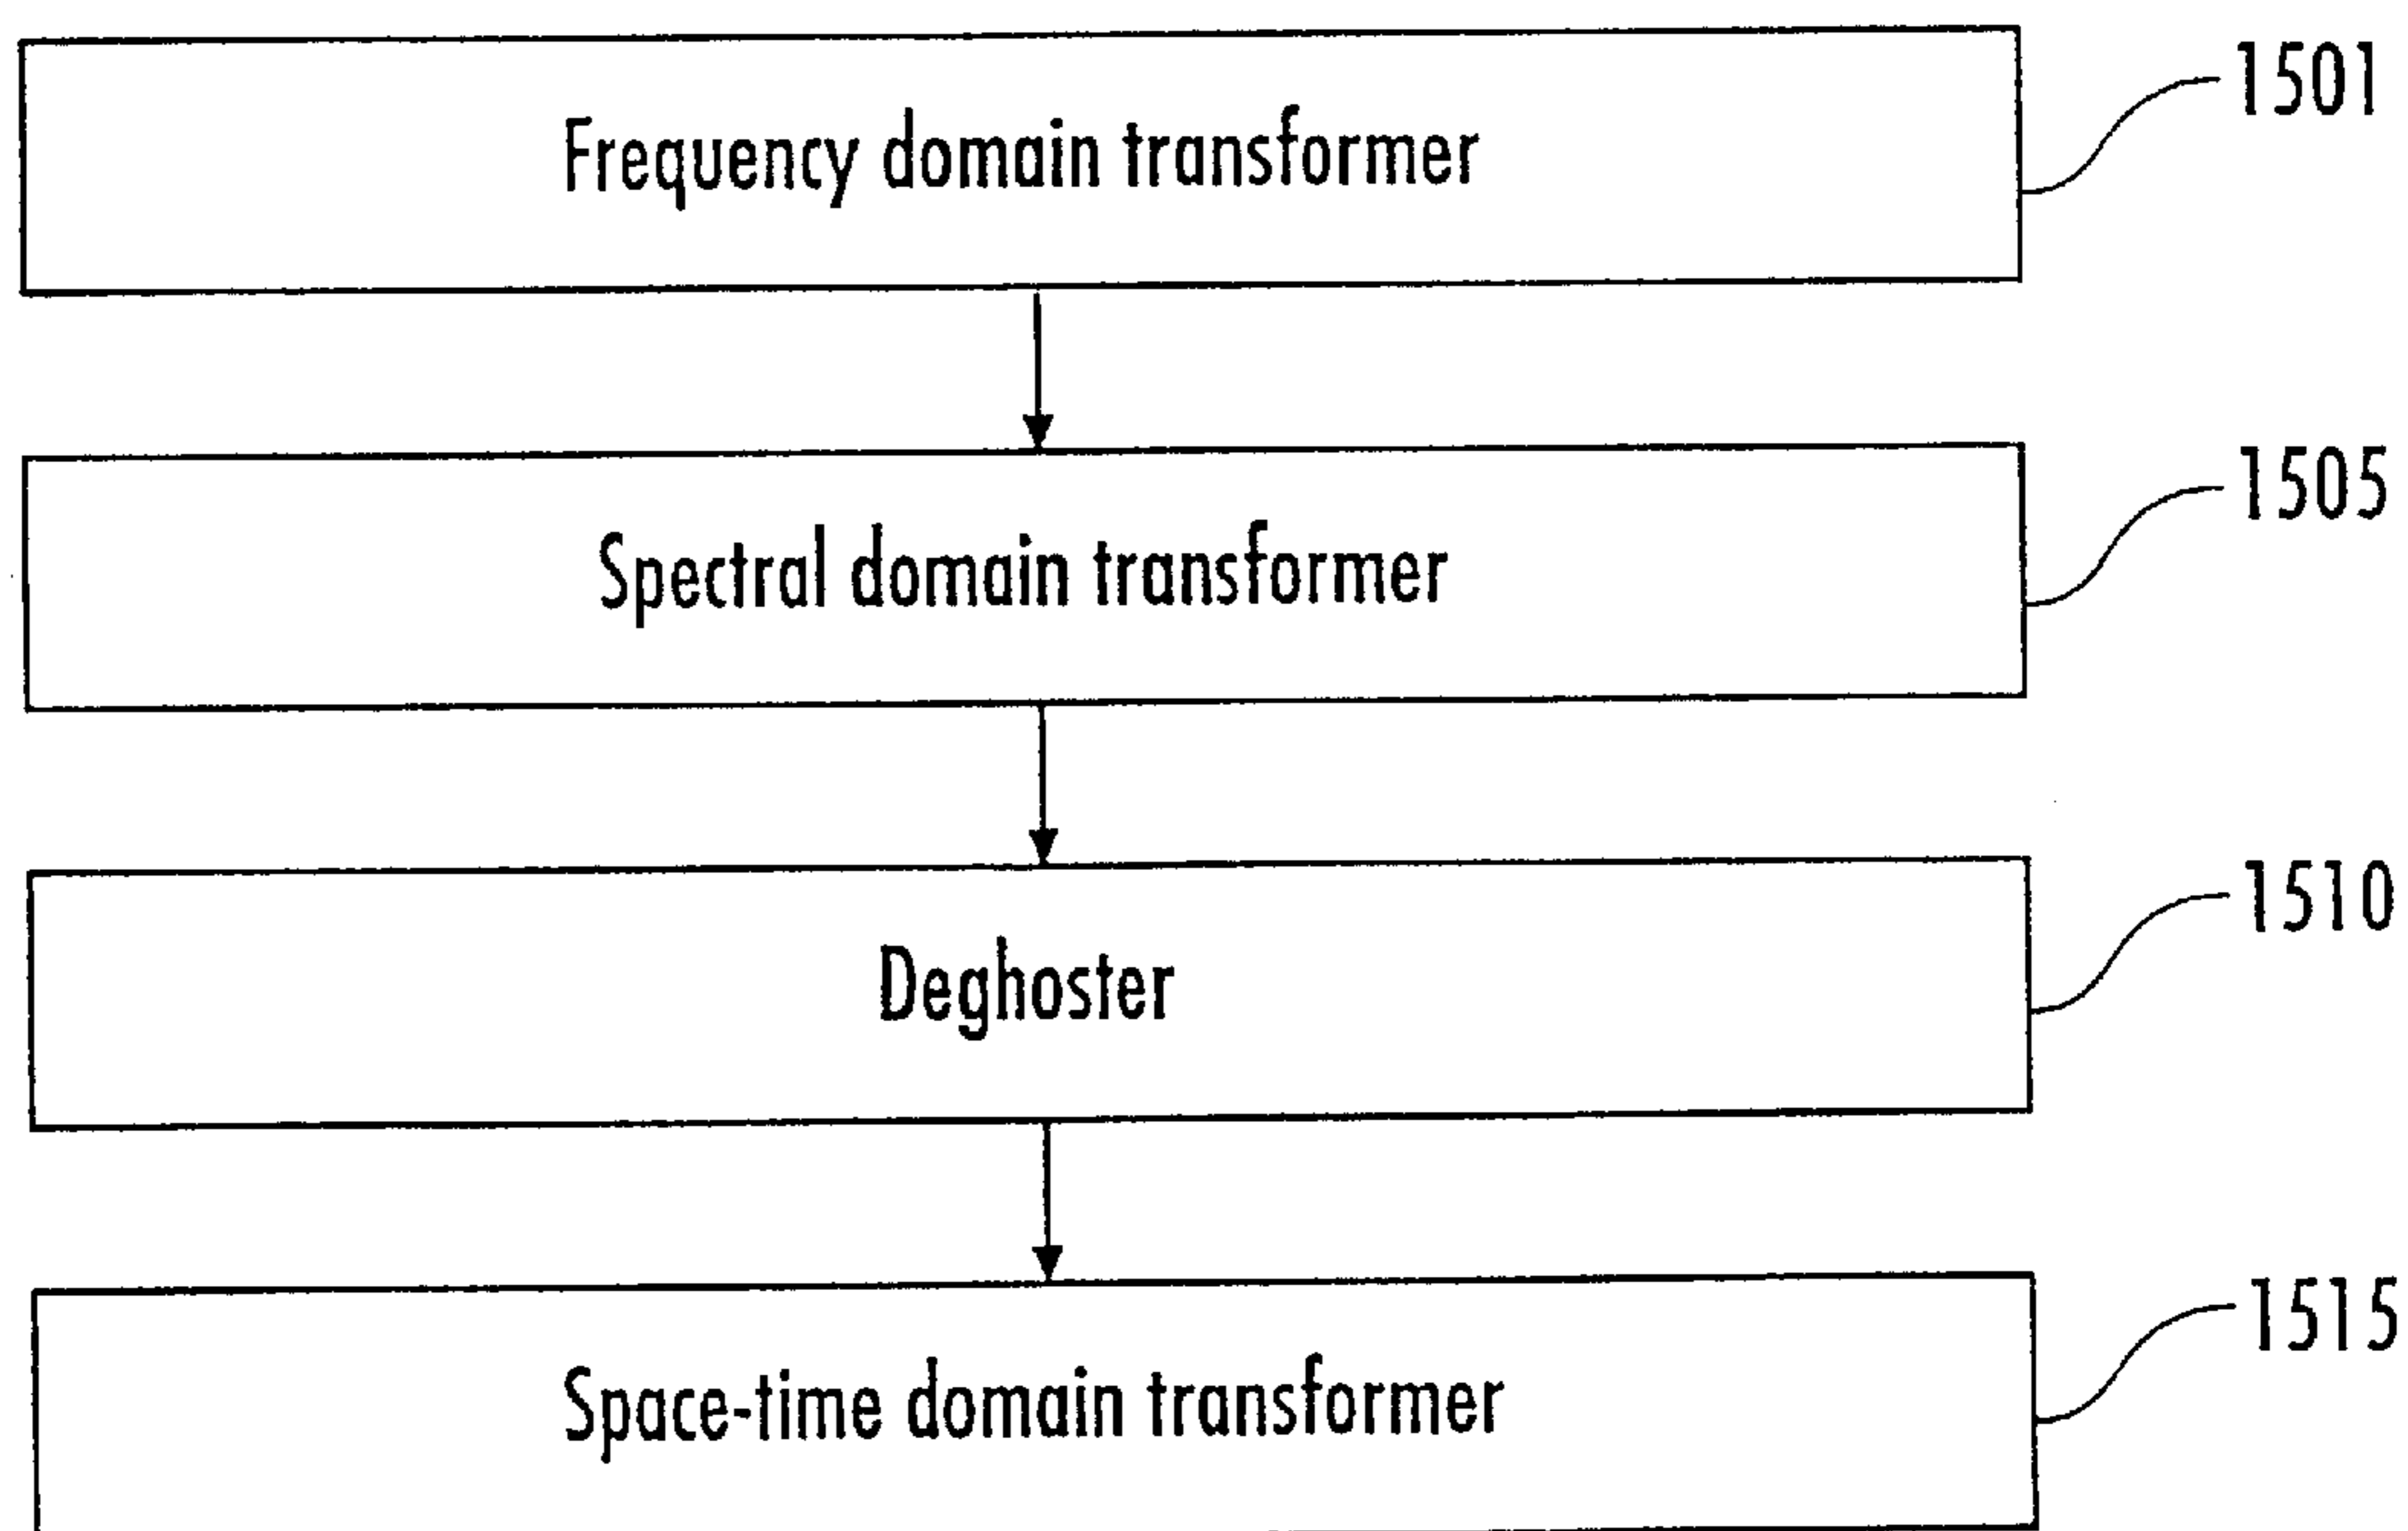 Frequency domain transformer
1501
Spectral domain transformer
1505
Deghoster
1510
Space-time domain transformer
1515